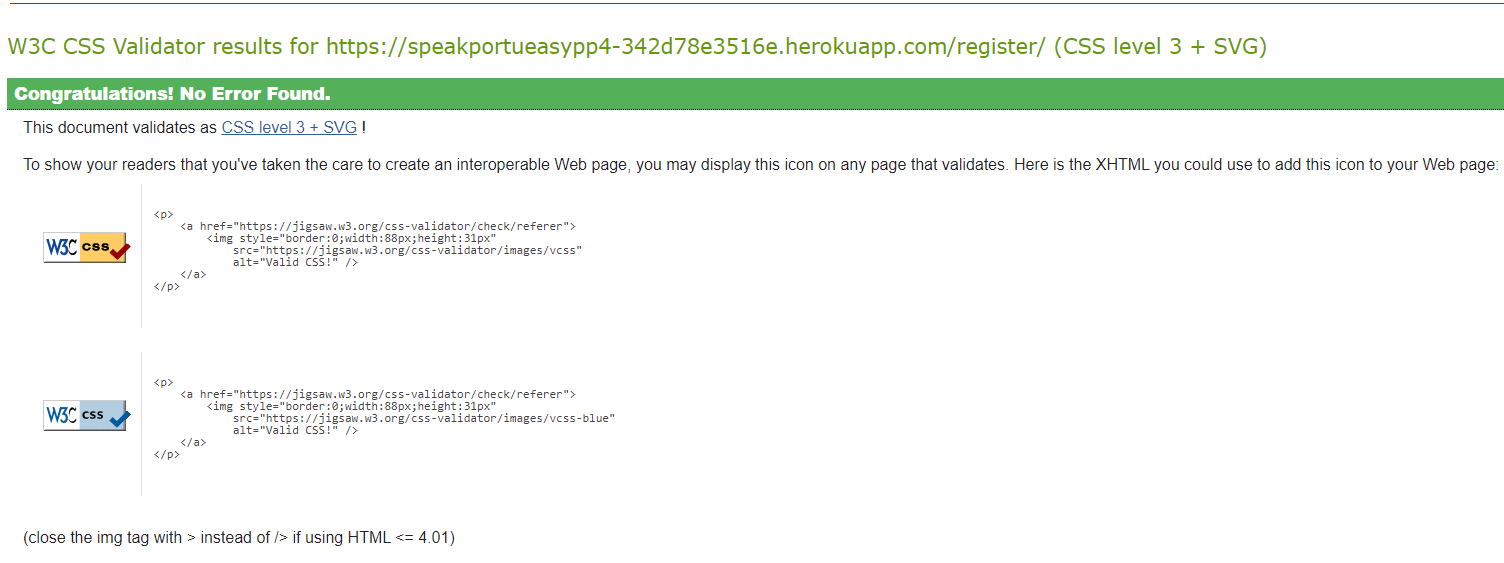 W3C CSS Validator results for https://speakportueasypp4-342d78e3516e.herokuapp.com/register/ (CSS level 3 + SVG)
Congratulations! No Error Found.
This document validates as CSS level 3 + SVG !
To show your readers that you've taken the care to create an interoperable Web page, you may display this icon on any page that validates. Here is the XHTML you could use to add this icon to your Web page:
W3C css
<p>
<a href="https://jigsaw.w3.org/css-validator/check/referer">
<img style="border:0;width:88px;height:31px"
src="https://jigsaw.w3.org/css-validator/images/vcss"
alt="Valid CSS!" />
</a>
</p>
W3C css
<p>
<a href="https://jigsaw.w3.org/css-validator/check/referer">
<img style="border:0;width:88px;height:31px"
src="https://jigsaw.w3.org/css-validator/images/vcss-blue"
alt="Valid CSS!" />
</a>
</p>
(close the img tag with > instead of /> if using HTML <= 4.01)